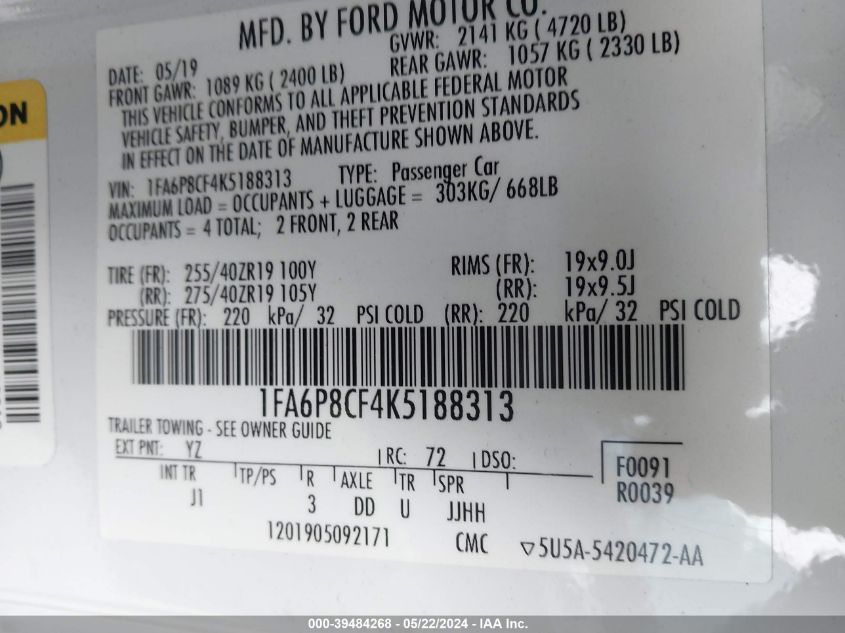 MFD. BY FORD MOTOR CO.
DATE: 05/19 GVWR: 2141 KG ( 4720 LB)
FRONT GAWR: 1089 KG ( 2400 LB) REAR GAWR: 1057 KG ( 2330 LB)
THIS VEHICLE CONFORMS TO ALL APPLICABLE FEDERAL MOTOR
VEHICLE SAFETY, BUMPER, AND THEFT PREVENTION STANDARDS
IN EFFECT ON THE DATE OF MANUFACTURE SHOWN ABOVE.
VIN: 1FA6P8CF4K5188313 TYPE: Passenger Car
MAXIMUM LOAD = OCCUPANTS + LUGGAGE = 303KG/ 668LB
OCCUPANTS = 4 TOTAL; 2 FRONT, 2 REAR
TIRE (FR): 255/40ZR19 100Y RIMS (FR): 19x9.0J
(RR): 275/40ZR19 105Y (RR): 19x9.5J
PRESSURE (FR): 220 kPa/ 32 PSI COLD (RR): 220 kPa/ 32 PSI COLD
1FA6P8CF4K5188313
TRAILER TOWING - SEE OWNER GUIDE
EXT PNT: YZ RC: 72 DSO: F0091
INT TR TP/PS R AXLE TR SPR R0039
J1 3 DD U JJHH
1201905092171 CMC ▽5U5A-5420472-AA
ON
000-39484268 - 05/22/2024 - IAA Inc.